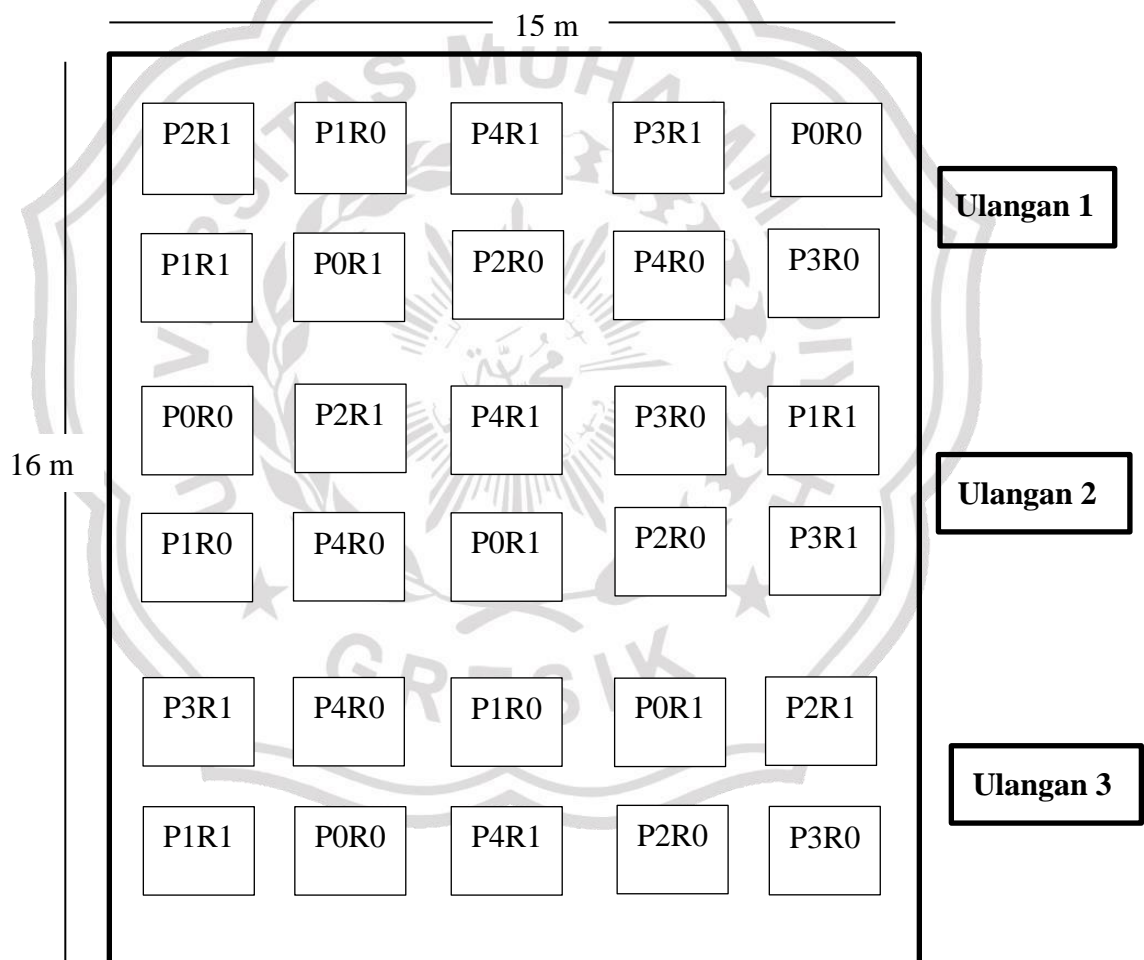 15 m
P2R1 P1R0 P4R1 P3R1 P0R0
Ulangan 1
P1R1 P0R1 P2R0 P4R0 P3R0
P0R0 P2R1 P4R1 P3R0 P1R1
16 m
Ulangan 2
P1R0 P4R0 P0R1 P2R0 P3R1
GRESIK
P3R1 P4R0 P1R0 P0R1 P2R1
Ulangan 3
P1R1 P0R0 P4R1 P2R0 P3R0